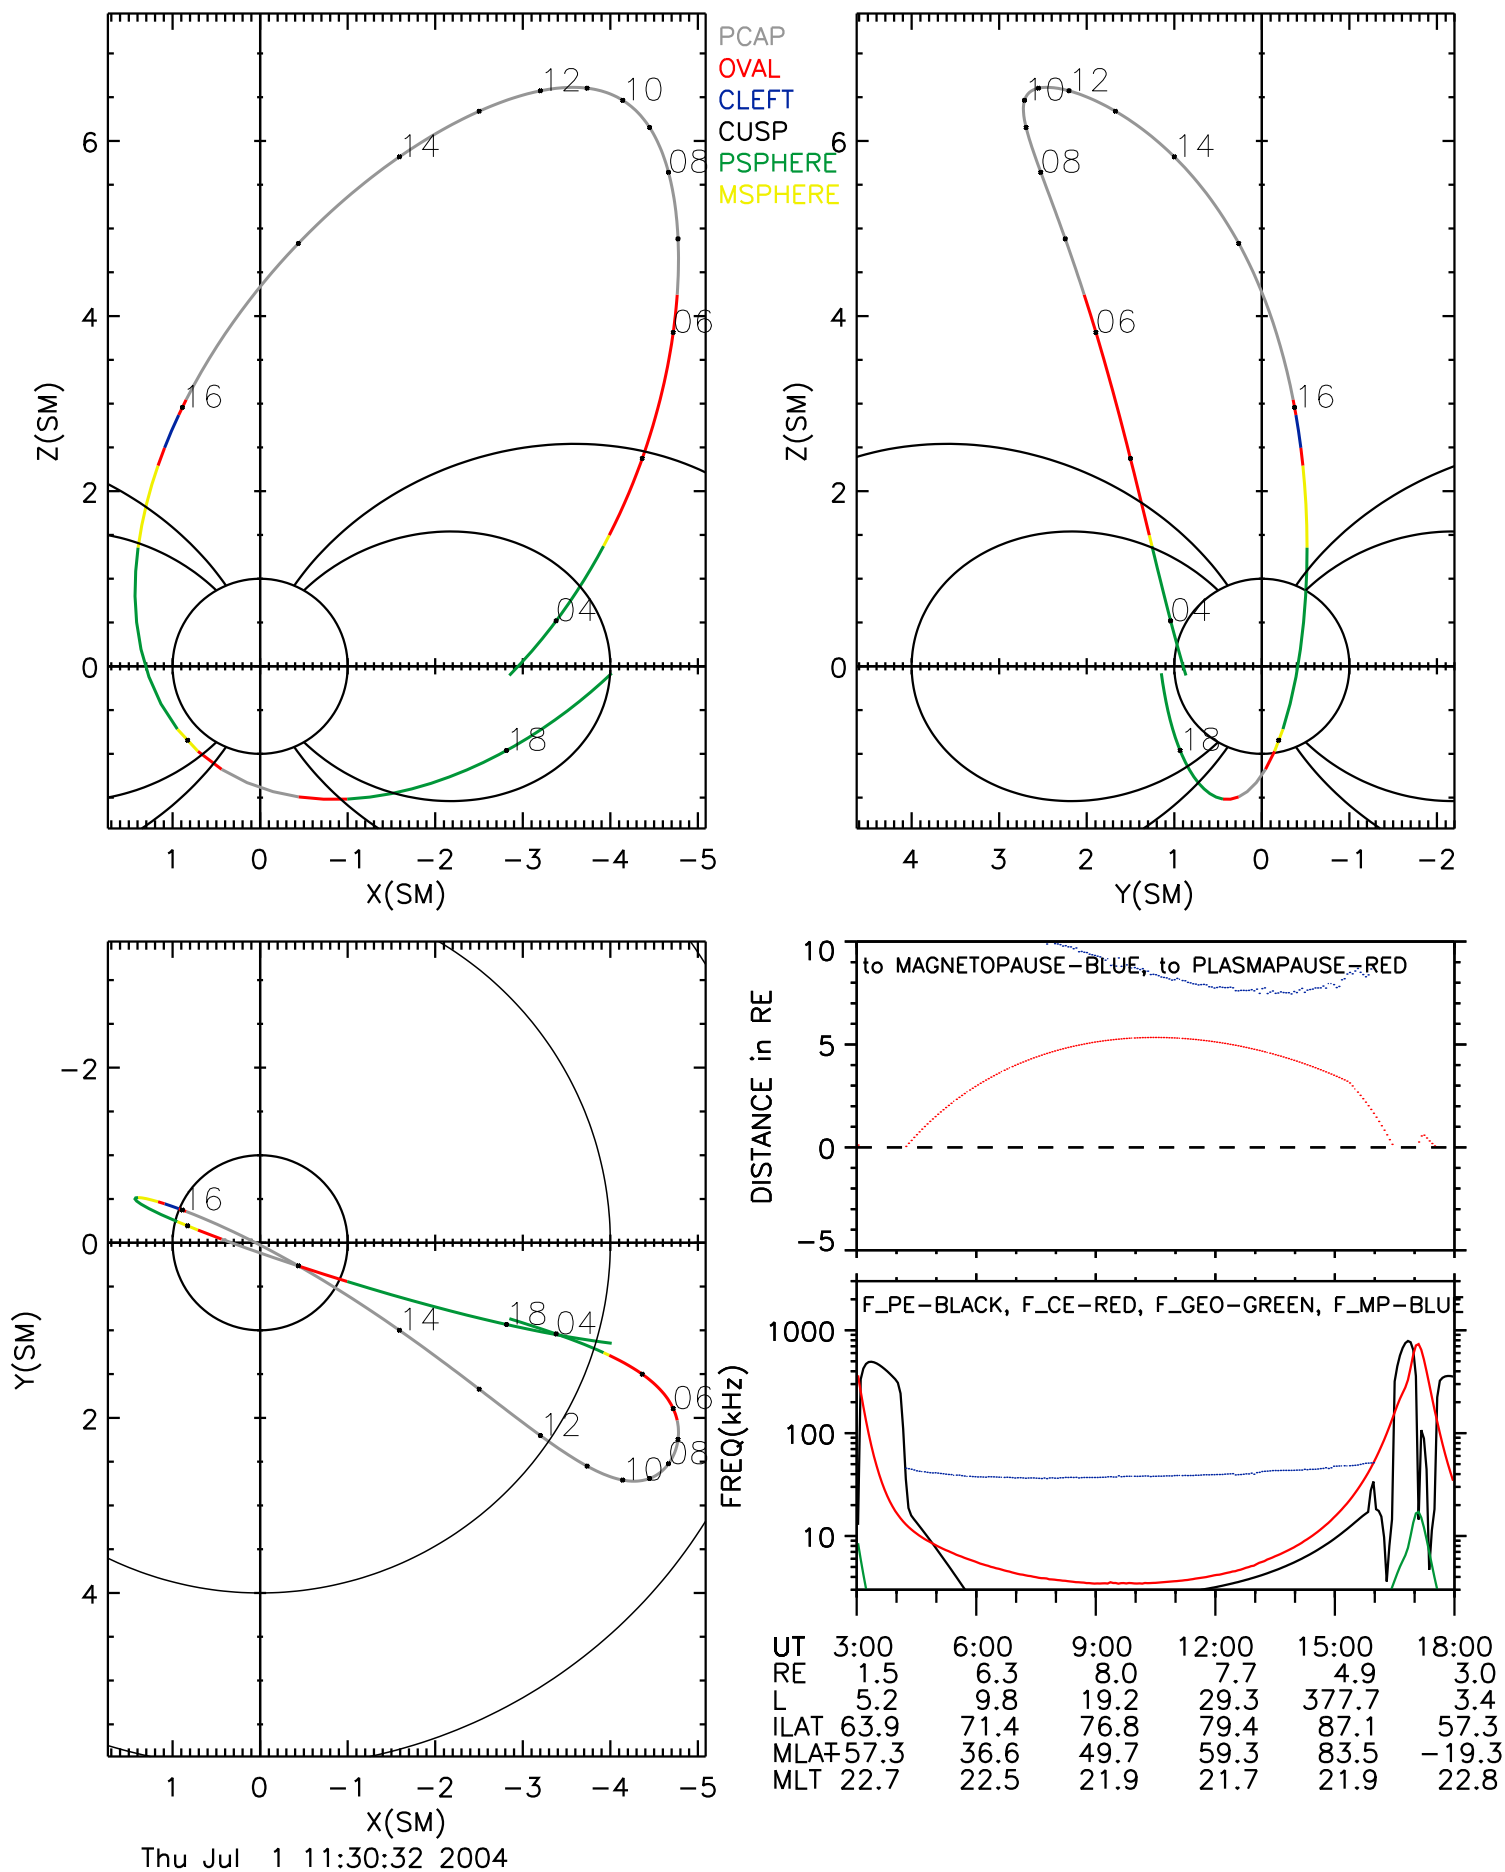 PCAP
OVAL
CLEFT
CUSP
PSPHERE
MSPHERE
12
10
14
08
16
06
04
18
6
4
2
0
Z(SM)
1 0 −1 −2 −3 −4 −5
X(SM)
10
12
14
08
06
16
04
18
6
4
2
0
Z(SM)
4 3 2 1 0 −1 −2
Y(SM)
16
14
18
04
12
06
08
10
−2
0
2
4
Y(SM)
1 0 −1 −2 −3 −4 −5
X(SM)
to MAGNETOPAUSE−BLUE, to PLASMAPAUSE−RED
10
5
0
−5
DISTANCE in RE
F_PE−BLACK, F_CE−RED, F_GEO−GREEN, F_MP−BLUE
1000
100
10
FREQ(kHz)
UT 3:00 6:00 9:00 12:00 15:00 18:00
RE 1.5 6.3 8.0 7.7 4.9 3.0
L 5.2 9.8 19.2 29.3 377.7 3.4
ILAT 63.9 71.4 76.8 79.4 87.1 57.3
MLAT −57.3 36.6 49.7 59.3 83.5 −19.3
MLT 22.7 22.5 21.9 21.7 21.9 22.8
Thu Jul 1 11:30:32 2004